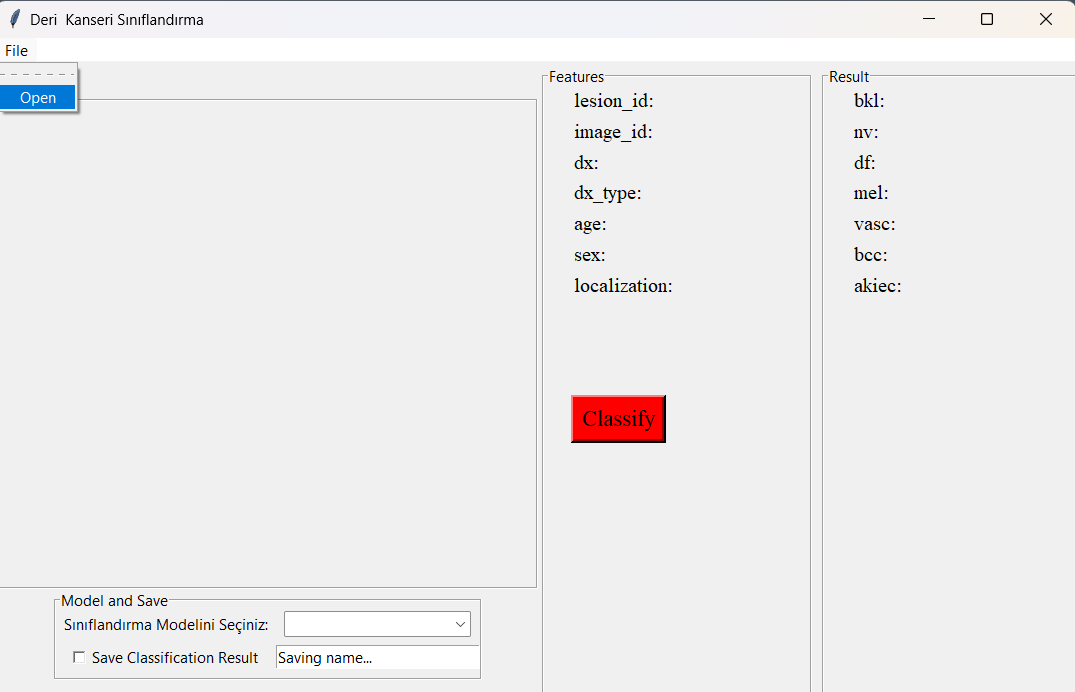 Deri  Kanseri Sınıflandırma
File
Open
Features
lesion_id:
image_id:
dx:
dx_type:
age:
sex:
localization:
Classify
Result
bkl:
nv:
df:
mel:
vasc:
bcc:
akiec:
Model and Save
Sınıflandırma Modelini Seçiniz:
Save Classification Result
Saving name...